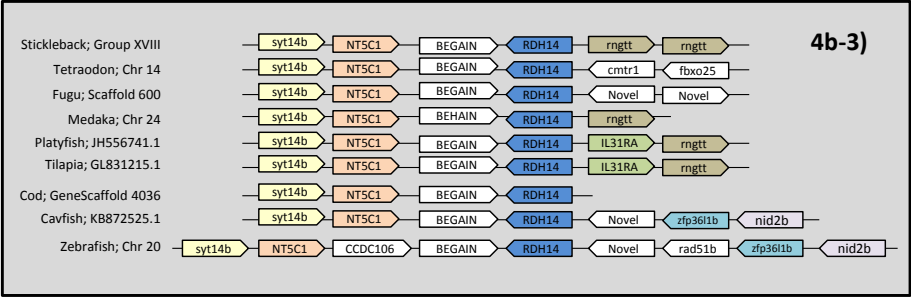 4b-3)
Stickleback; Group XVIII syt14b NT5C1 BEGAIN RDH14 rngtt rngtt
Tetraodon; Chr 14 syt14b NT5C1 BEGAIN RDH14 cmtr1 fbxo25
Fugu; Scaffold 600 syt14b NT5C1 BEGAIN RDH14 Novel Novel
Medaka; Chr 24 syt14b NT5C1 BEHAIN RDH14 rngtt
Platyfish; JH556741.1 syt14b NT5C1 BEGAIN RDH14 IL31RA rngtt
Tilapia; GL831215.1 syt14b NT5C1 BEGAIN RDH14 IL31RA rngtt
Cod; GeneScaffold 4036 syt14b NT5C1 BEGAIN RDH14
Cavfish; KB872525.1 syt14b NT5C1 BEGAIN RDH14 Novel zfp36l1b nid2b
Zebrafish; Chr 20 syt14b NT5C1 CCDC106 BEGAIN RDH14 Novel rad51b zfp36l1b nid2b